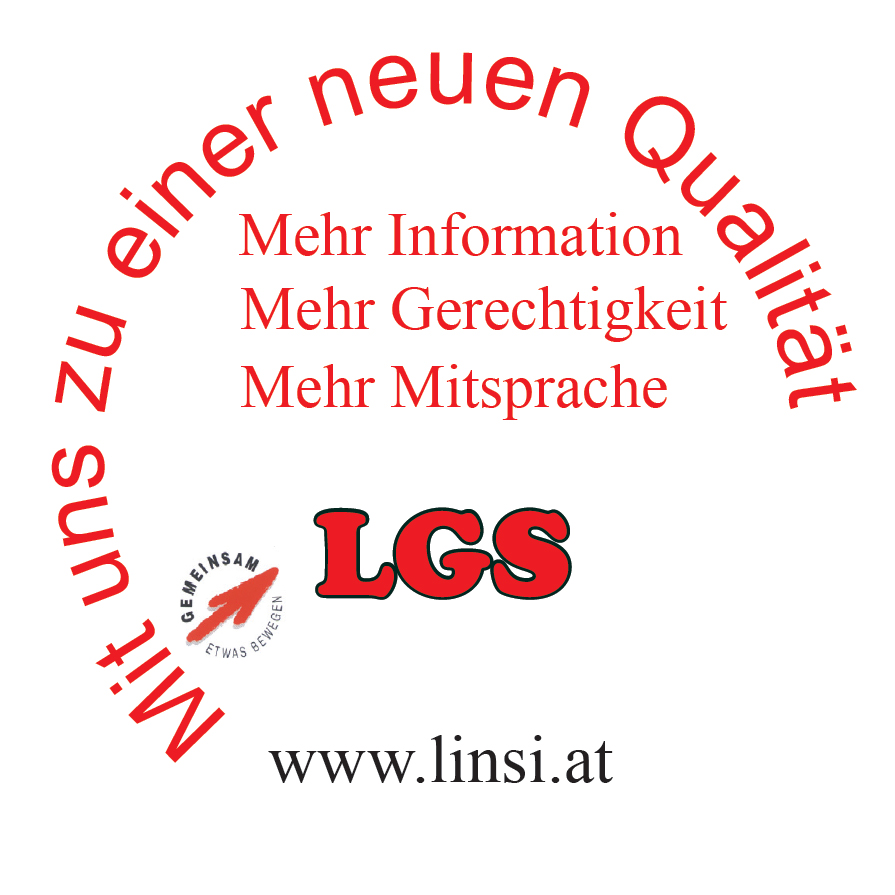 Mit uns zu einer neuen Qualität
Mehr Information
Mehr Gerechtigkeit
Mehr Mitsprache
LGS
GEMEINSAM
ETWAS BEWEGEN
www.linsi.at